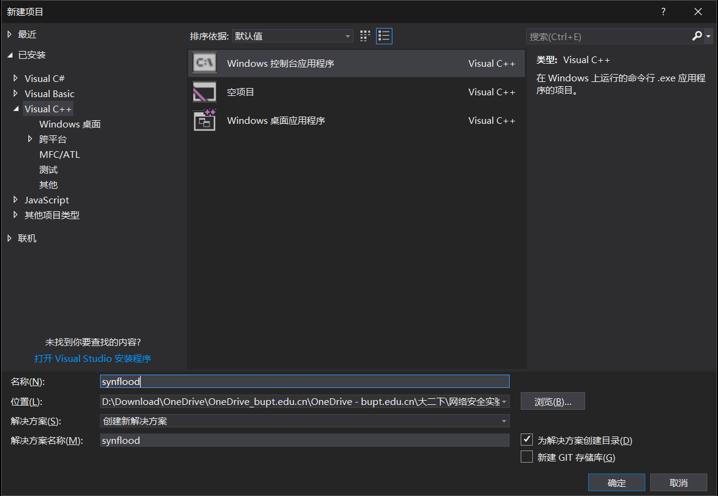 新建项目
最近
已安装
Visual C#
Visual Basic
Visual C++
Windows 桌面
跨平台
MFC/ATL
测试
其他
JavaScript
其他项目类型
联机
未找到你要查找的内容?
打开 Visual Studio 安装程序
排序依据: 默认值
Windows 控制台应用程序 Visual C++
空项目 Visual C++
Windows 桌面应用程序 Visual C++
搜索(Ctrl+E)
类型: Visual C++
在 Windows 上运行的命令行 .exe 应用程序的项目。
名称(N): synflood
位置(L): D:\Download\OneDrive\OneDrive_bupt.edu.cn\OneDrive - bupt.edu.cn\大二下\网络安全实 浏览(B)...
解决方案(S): 创建新解决方案
解决方案名称(M): synflood
为解决方案创建目录(D)
新建 GIT 存储库(G)
确定 取消